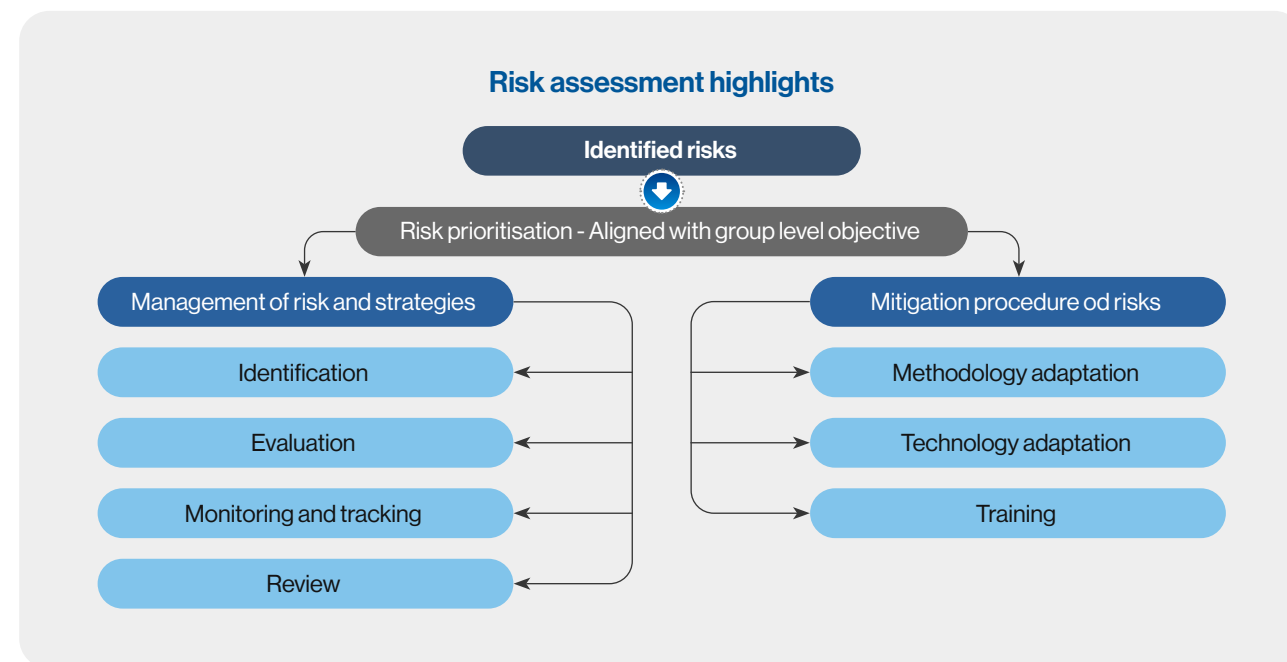 Risk assessment highlights
Identified risks
Risk prioritisation - Aligned with group level objective
Management of risk and strategies
Identification
Evaluation
Monitoring and tracking
Review
Mitigation procedure od risks
Methodology adaptation
Technology adaptation
Training